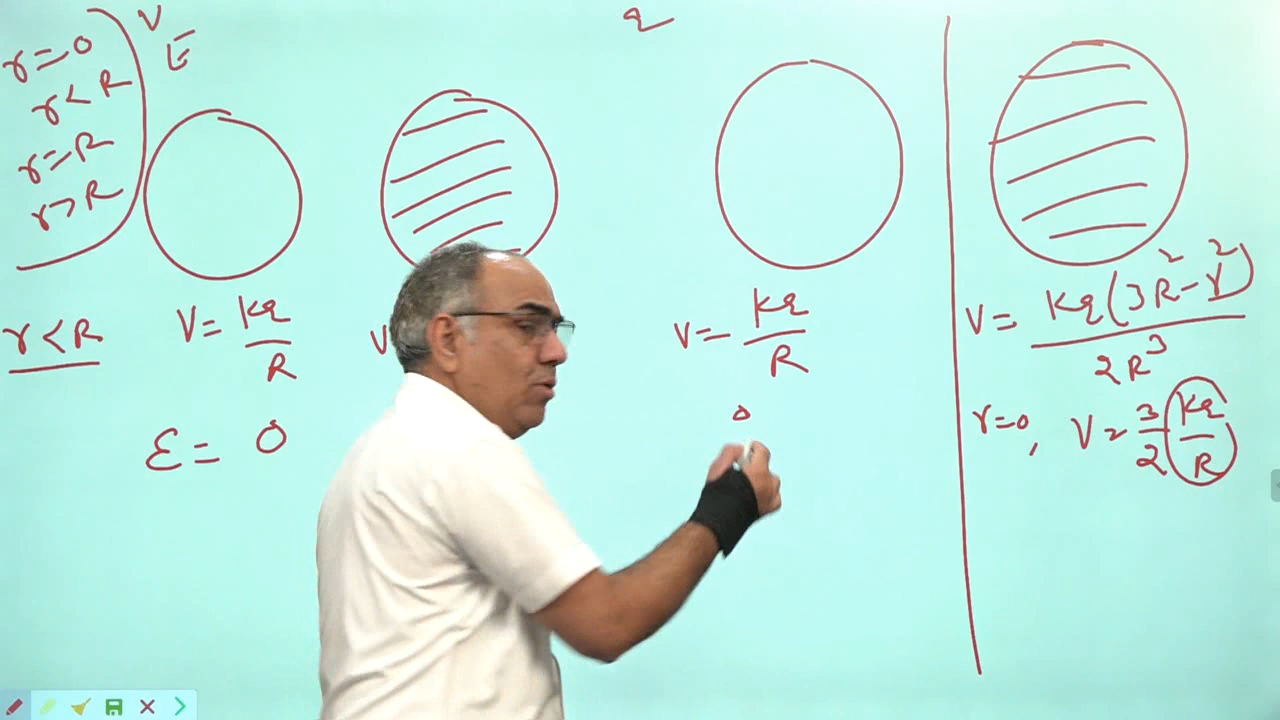 r=0
r<R
r=R
r>R
V
E
q
r<R
V= kq/R
V
V= kq/R
V= kq(3R²-r²)/2R³
E= 0
0
r=0, V= 3/2 kq/R